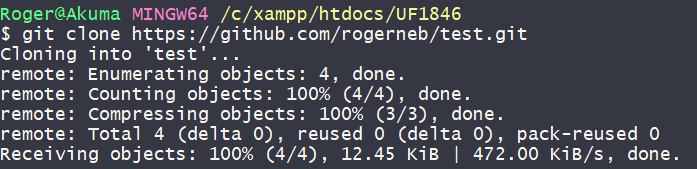 Roger@Akuma MINGW64 /c/xampp/htdocs/UF1846
$ git clone https://github.com/rogerneb/test.git
Cloning into 'test'...
remote: Enumerating objects: 4, done.
remote: Counting objects: 100% (4/4), done.
remote: Compressing objects: 100% (3/3), done.
remote: Total 4 (delta 0), reused 0 (delta 0), pack-reused 0
Receiving objects: 100% (4/4), 12.45 KiB | 472.00 KiB/s, done.